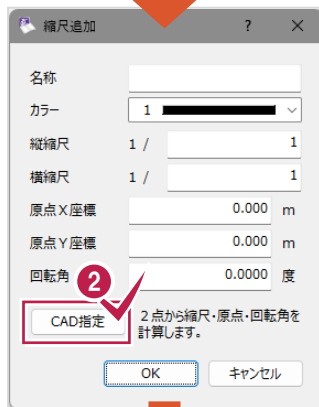 縮尺追加 ? ×
名称
カラー 1
縦縮尺 1 / 1
横縮尺 1 / 1
原点X座標 0.000 m
原点Y座標 0.000 m
回転角 0.0000 度
2
CAD指定 2点から縮尺・原点・回転角を
計算します。
OK キャンセル